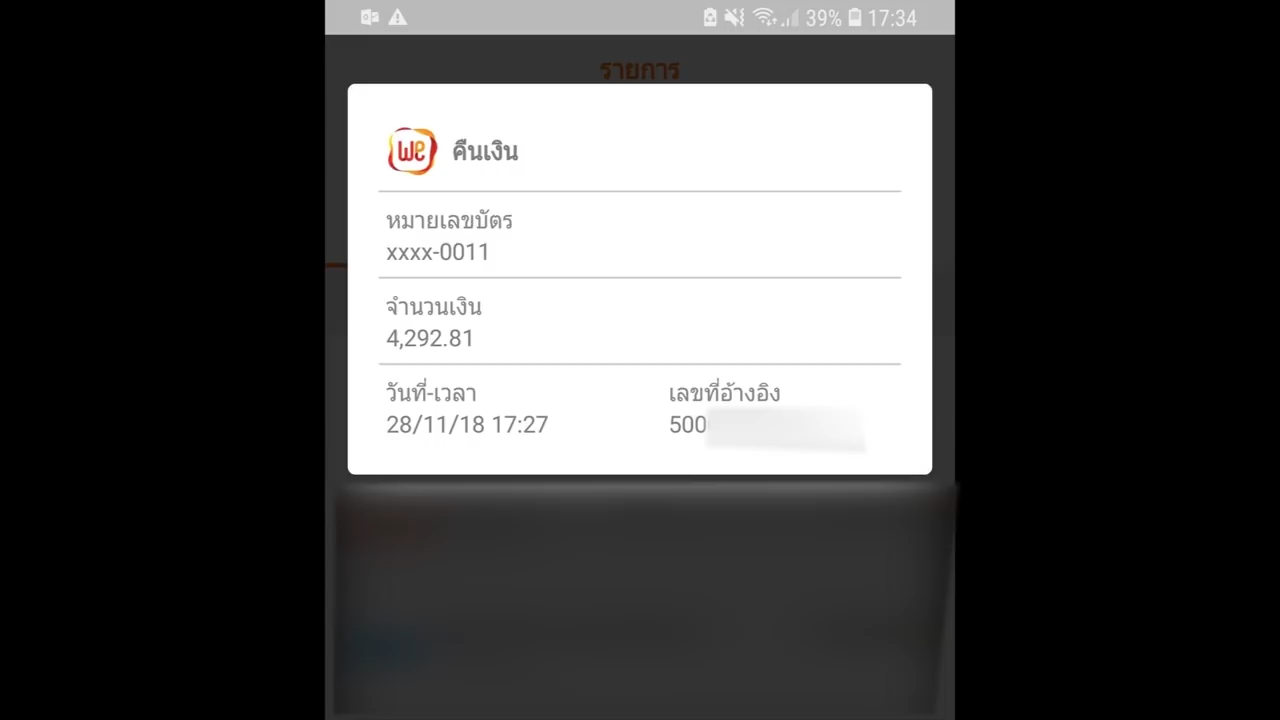 39% 17:34
รายการ
we คืนเงิน
หมายเลขบัตร
xxxx-0011
จำนวนเงิน
4,292.81
วันที่-เวลา เลขที่อ้างอิง
28/11/18 17:27 500